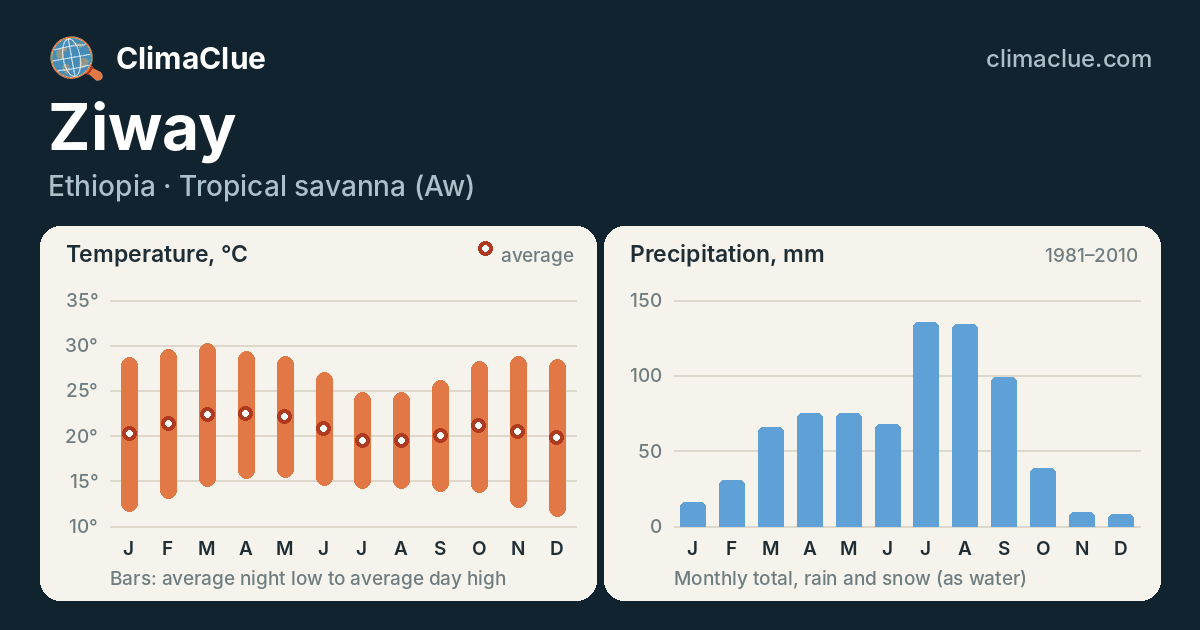 ClimaClue
climaclue.com
Ziway
Ethiopia · Tropical savanna (Aw)
Temperature, °C
average
35°
30°
25°
20°
15°
10°
J F M A M J J A S O N D
Bars: average night low to average day high
Precipitation, mm
1981–2010
150
100
50
0
J F M A M J J A S O N D
Monthly total, rain and snow (as water)